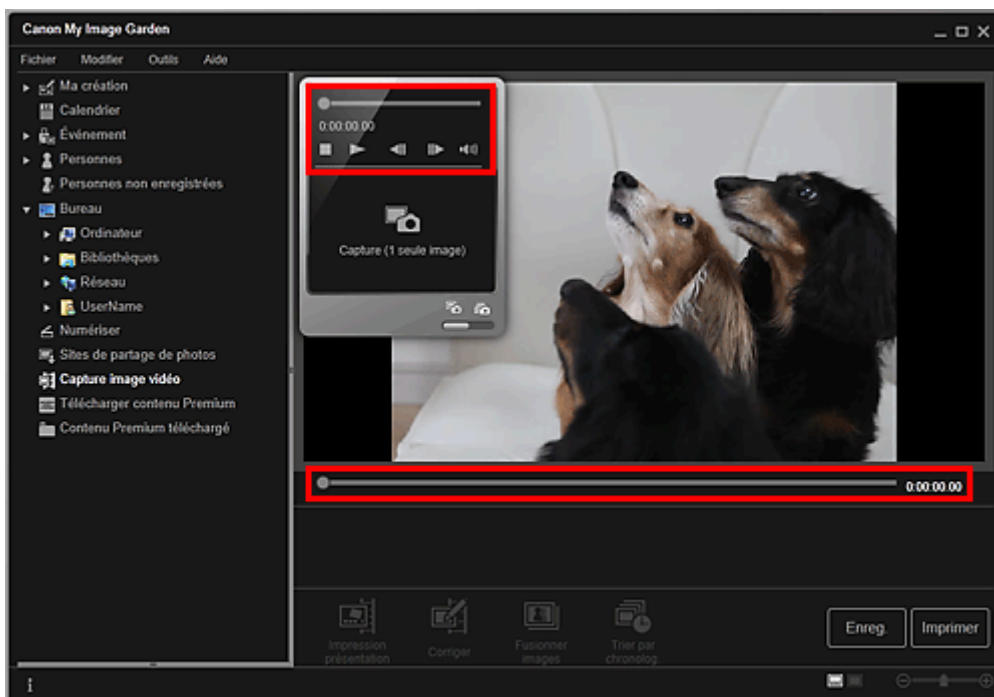 Canon My Image Garden
Fichier Modifier Outils Aide
Ma création
Calendrier
Événement
Personnes
Personnes non enregistrées
Bureau
Ordinateur
Bibliothèques
Réseau
UserName
Numériser
Sites de partage de photos
Capture image vidéo
Télécharger contenu Premium
Contenu Premium téléchargé
0:00:00.00
Capture (1 seule image)
0:00:00.00
Impression
présentation
Corriger
Fusionner
images
Trier par
chronolog.
Enreg.
Imprimer